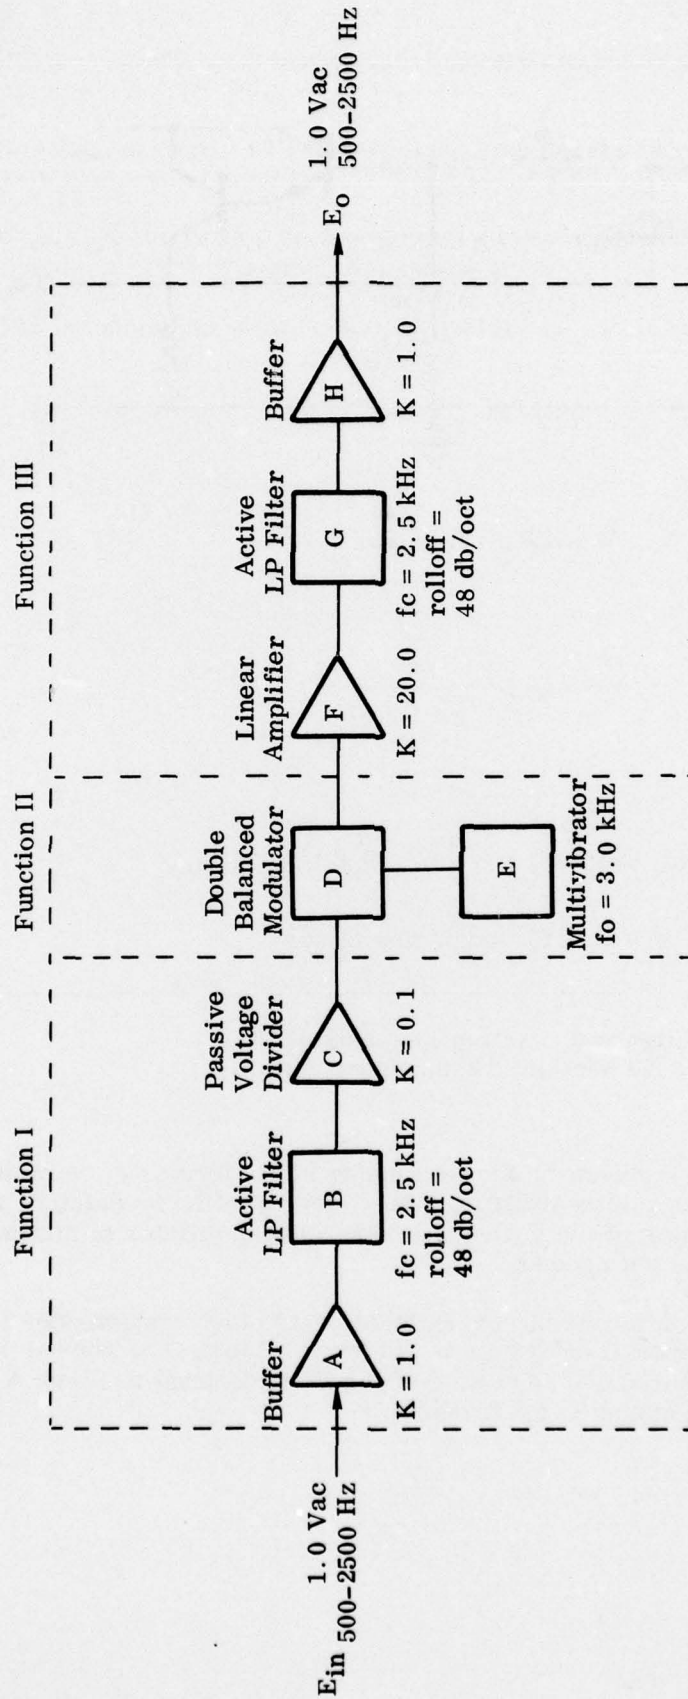 Function I
Function II
Function III
E_in
1.0 Vac
500-2500 Hz
Buffer
A
K = 1.0
Active
LP Filter
B
fc = 2.5 kHz
rolloff =
48 db/oct
Passive
Voltage
Divider
C
K = 0.1
Double
Balanced
Modulator
D
E
Multivibrator
fo = 3.0 kHz
Linear
Amplifier
F
K = 20.0
Active
LP Filter
G
fc = 2.5 kHz
rolloff =
48 db/oct
Buffer
H
K = 1.0
E_o
1.0 Vac
500-2500 Hz